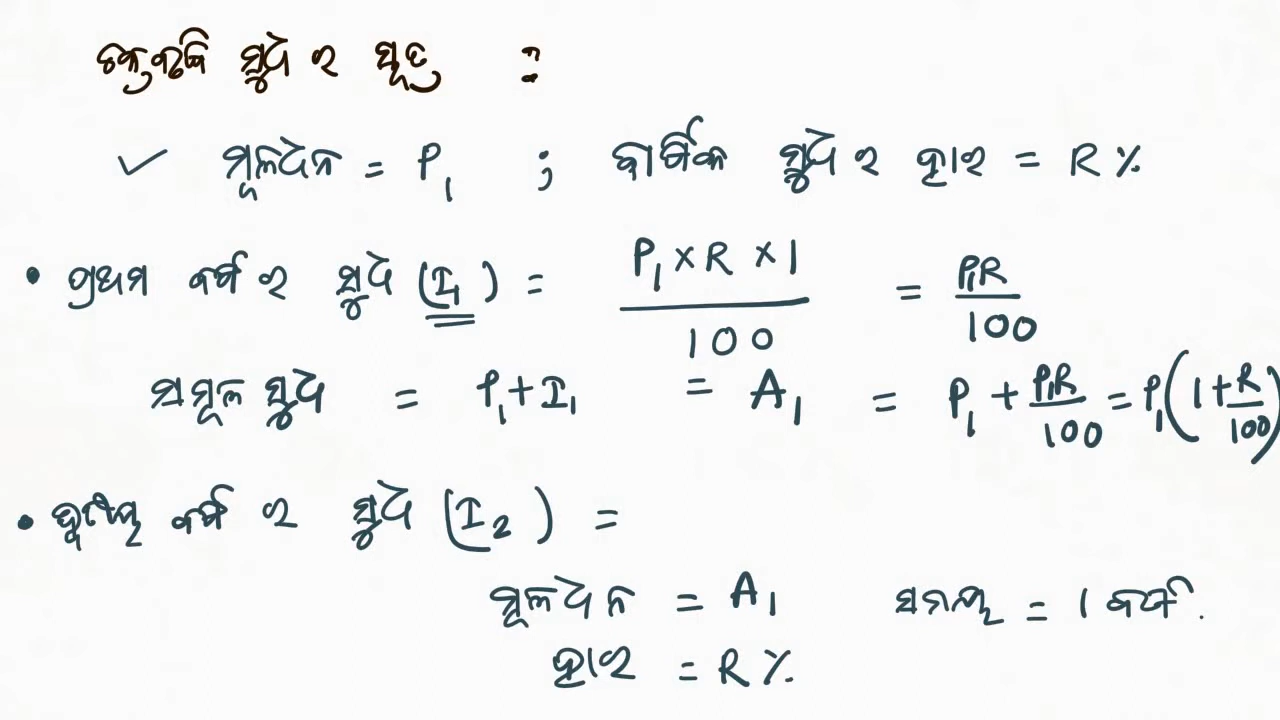 ଚକ୍ରବୃଦ୍ଧି ସୁଧ ର ସୂତ୍ର :
✓ ମୂଳଧନ = P₁ ; ବାର୍ଷିକ ସୁଧ ର ହାର = R %
• ପ୍ରଥମ ବର୍ଷ ର ସୁଧ (I₁) = (P₁ × R × 1)/100 = P₁R/100
ସମୂଳ ସୁଧ = P₁ + I₁ = A₁ = P₁ + P₁R/100 = P₁(1 + R/100)
• ଦ୍ୱିତୀୟ ବର୍ଷ ର ସୁଧ (I₂) =
ମୂଳଧନ = A₁ ସମୟ = 1 ବର୍ଷ.
ହାର = R %